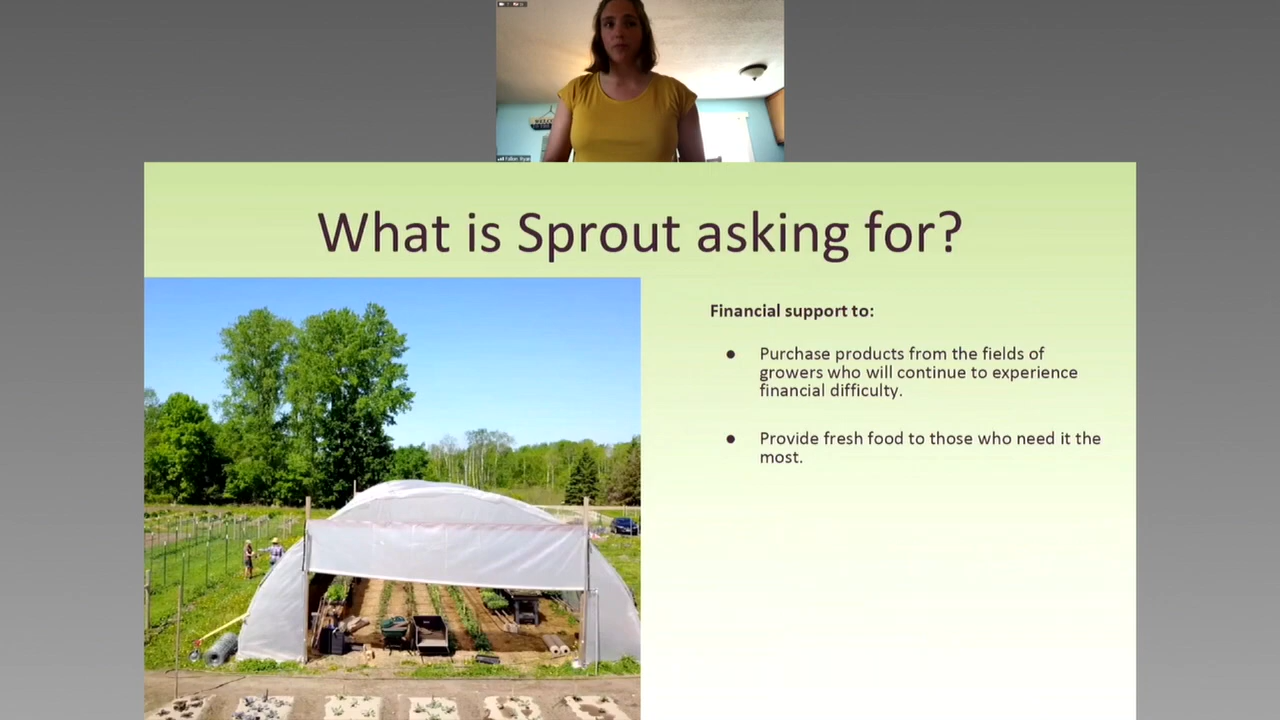 What is Sprout asking for?
Financial support to:
● Purchase products from the fields of
growers who will continue to experience
financial difficulty.
● Provide fresh food to those who need it the
most.